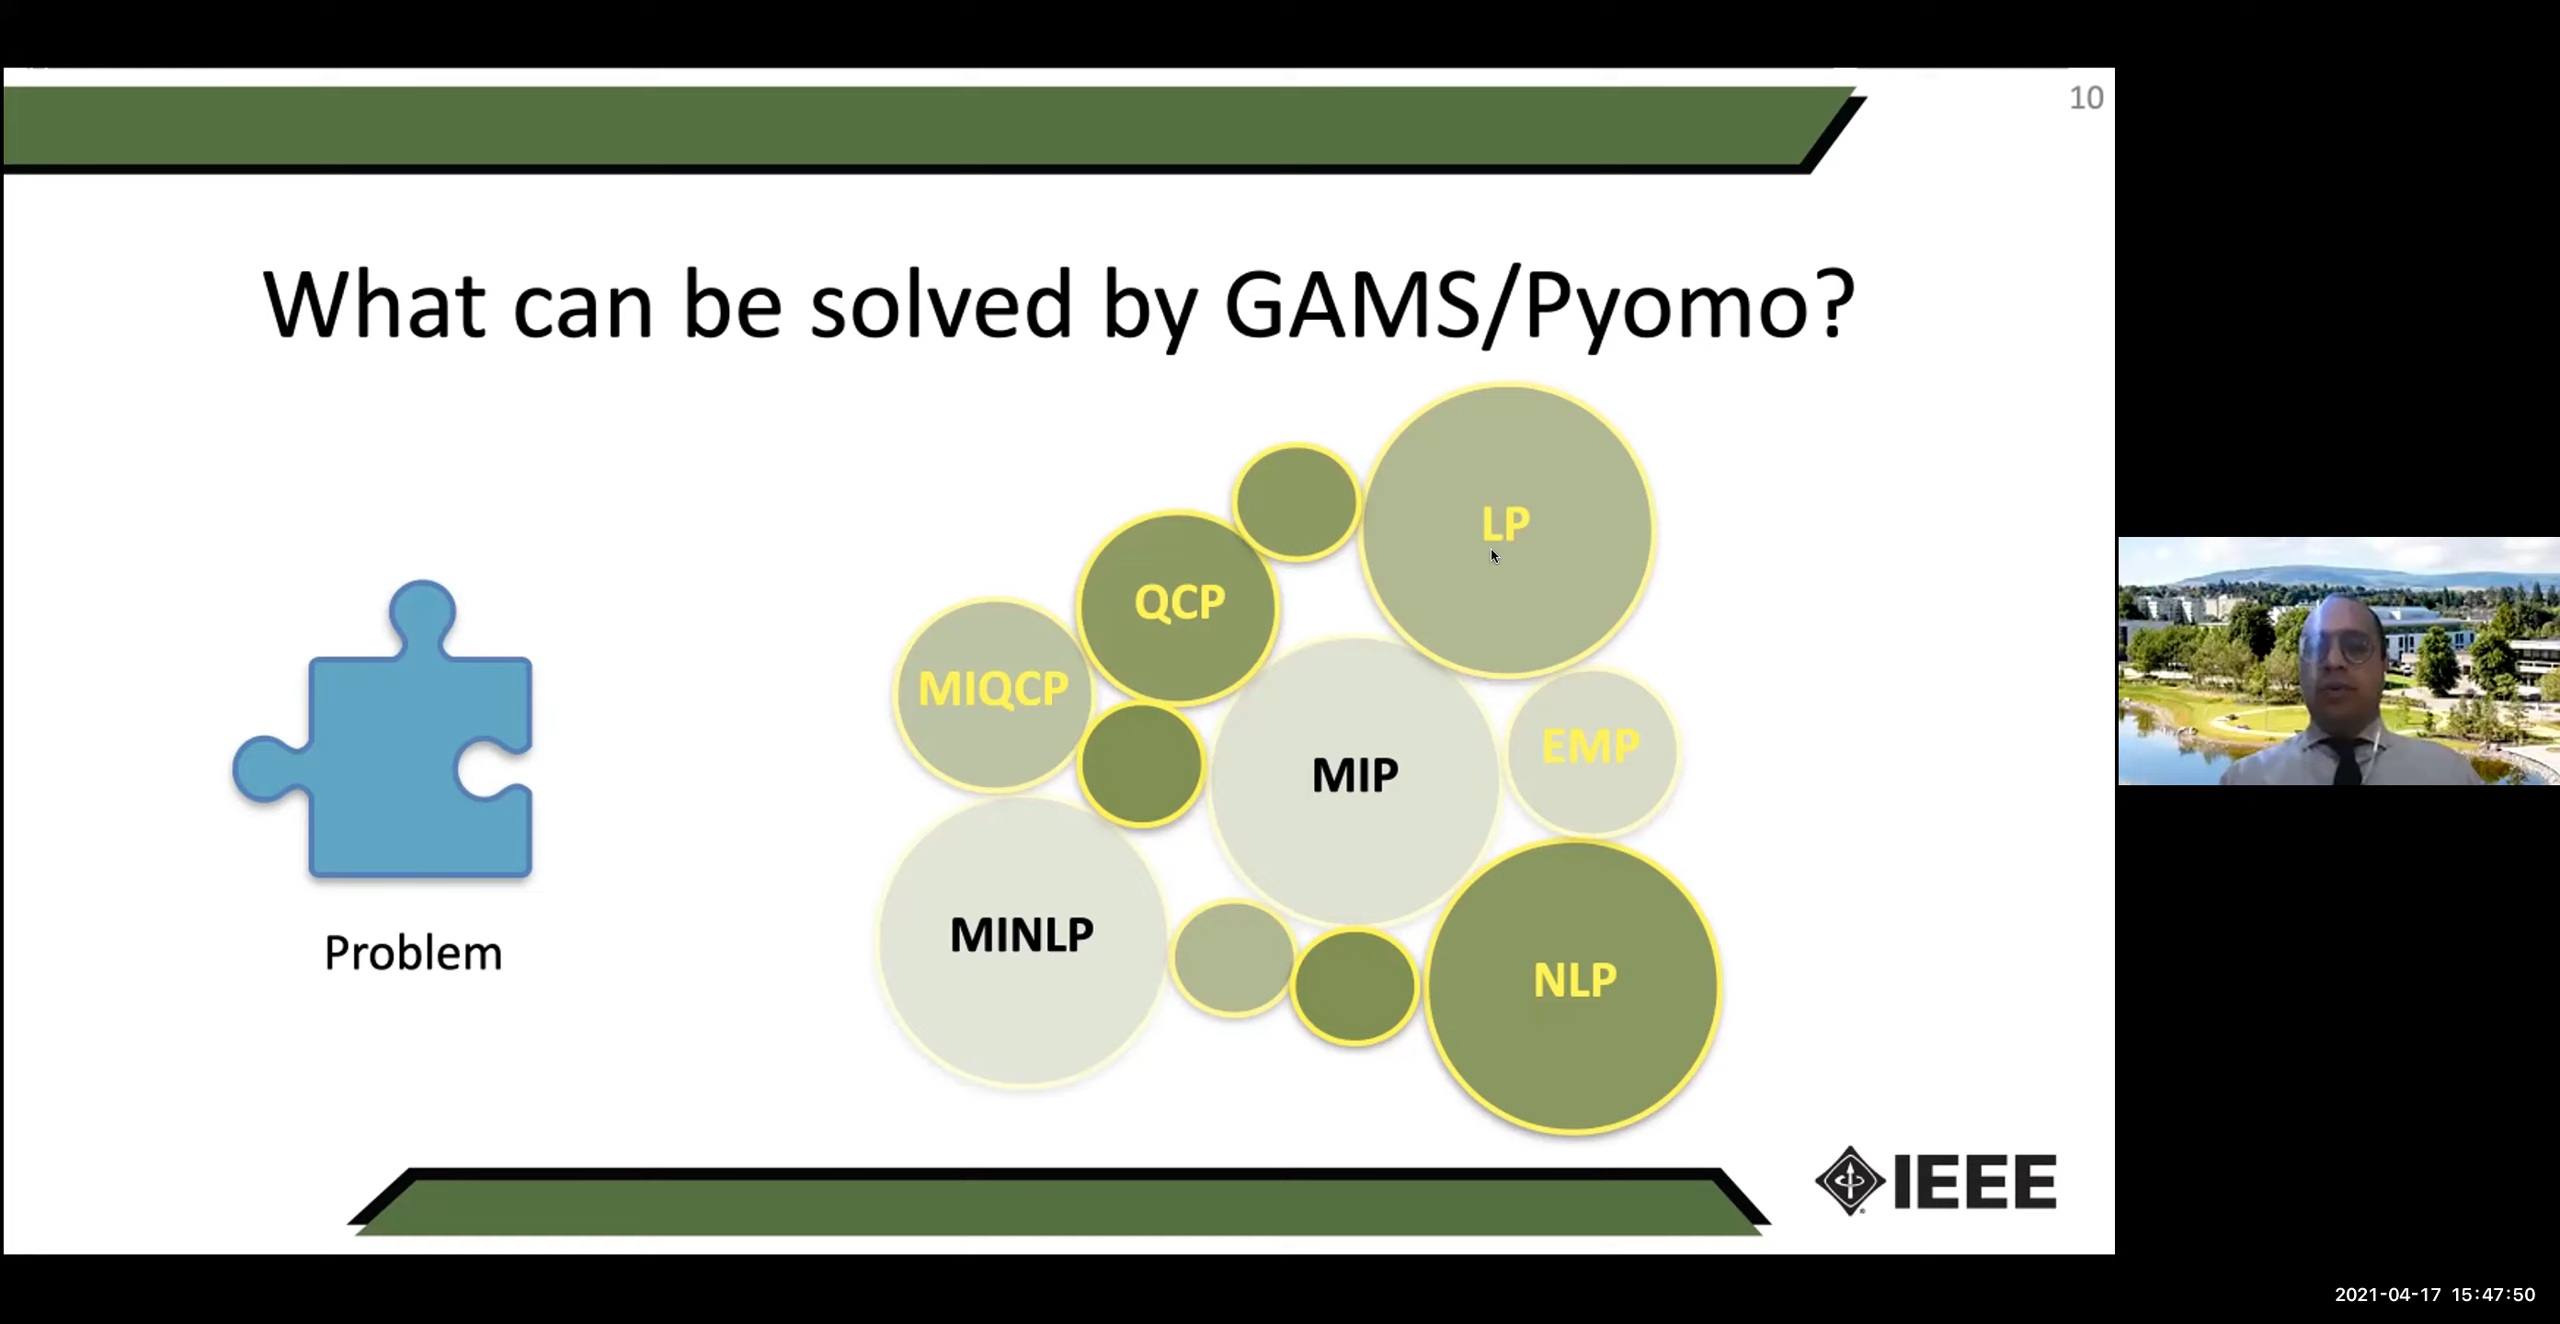 10
What can be solved by GAMS/Pyomo?
LP
QCP
MIQCP
EMP
MIP
MINLP
NLP
Problem
IEEE
2021-04-17 15:47:50